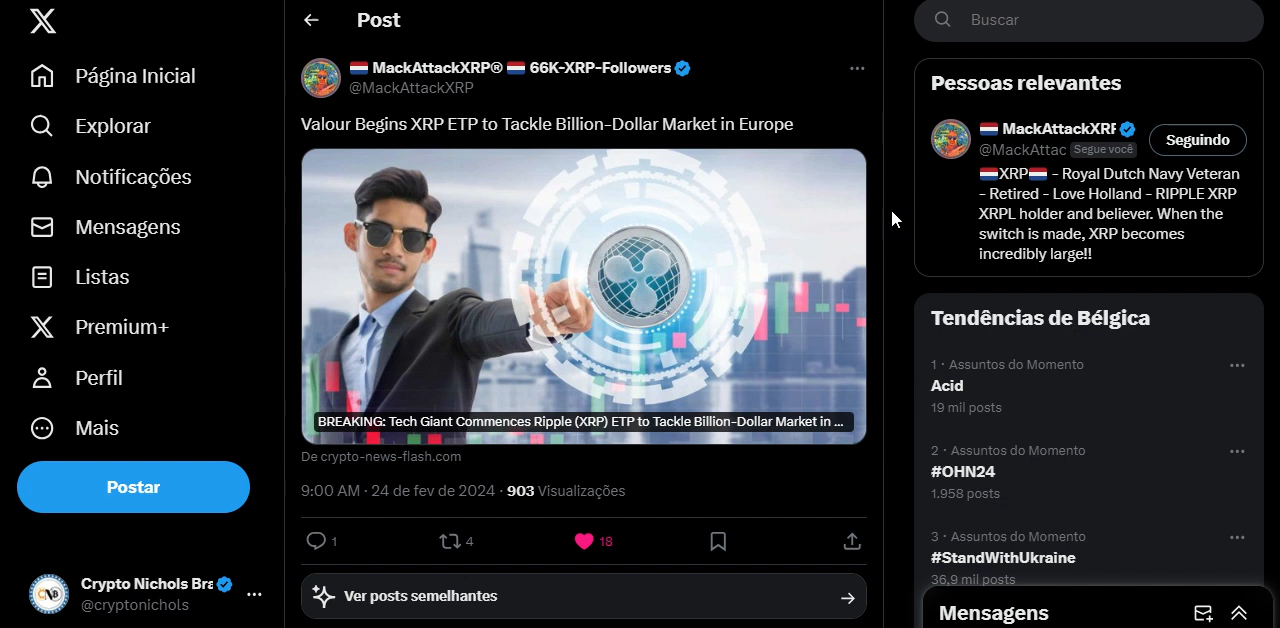 Página Inicial
Explorar
Notificações
Mensagens
Listas
Premium+
Perfil
Mais
Postar
Crypto Nichols Bra
@cryptonichols
Post
MackAttackXRP® 66K-XRP-Followers
@MackAttackXRP
Valour Begins XRP ETP to Tackle Billion-Dollar Market in Europe
BREAKING: Tech Giant Commences Ripple (XRP) ETP to Tackle Billion-Dollar Market in ...
De crypto-news-flash.com
9:00 AM · 24 de fev de 2024 · 903 Visualizações
1 4 18
Ver posts semelhantes
Buscar
Pessoas relevantes
MackAttackXRP
@MackAttac Segue você
Seguindo
XRP - Royal Dutch Navy Veteran
- Retired - Love Holland - RIPPLE XRP
XRPL holder and believer. When the
switch is made, XRP becomes
incredibly large!!
Tendências de Bélgica
1 · Assuntos do Momento
Acid
19 mil posts
2 · Assuntos do Momento
#OHN24
1.958 posts
3 · Assuntos do Momento
#StandWithUkraine
36,9 mil posts
Mensagens